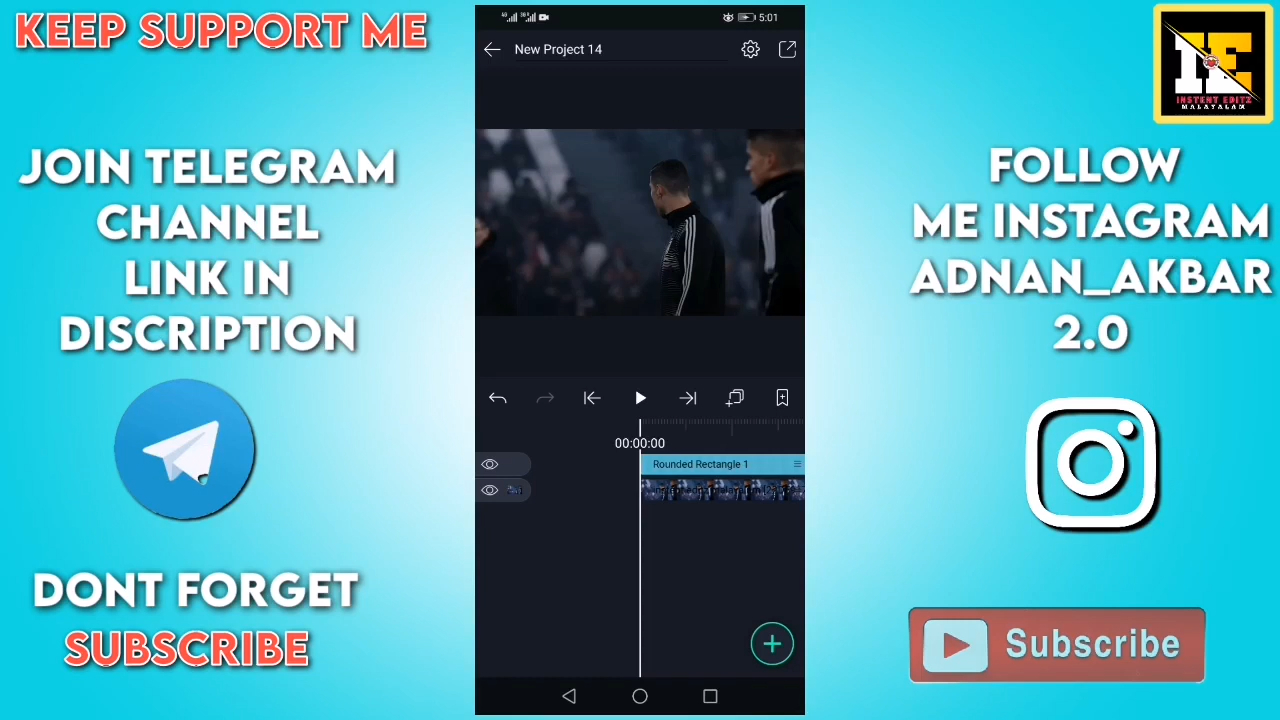 KEEP SUPPORT ME
JOIN TELEGRAM
CHANNEL
LINK IN
DISCRIPTION
DONT FORGET
SUBSCRIBE
5:01
New Project 14
00:00:00
Rounded Rectangle 1
IE
INSTENT EDITZ
MALAYALAM
FOLLOW
ME INSTAGRAM
ADNAN_AKBAR
2.0
Subscribe